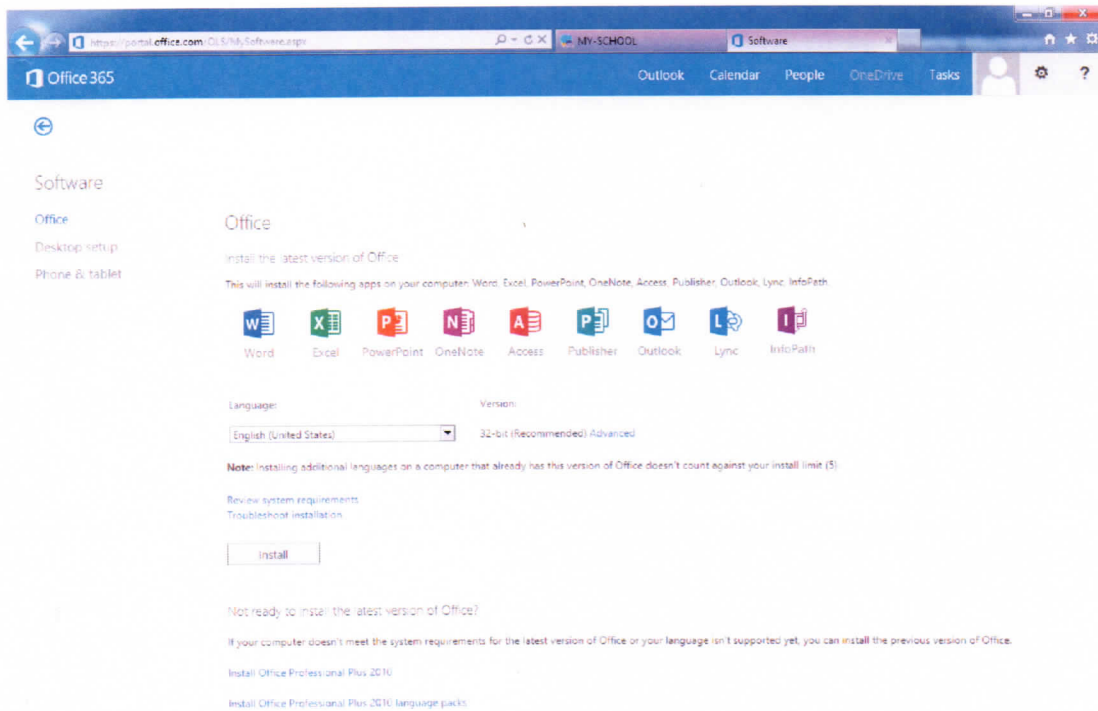 https://portal.office.com/OLS/MySoftware.aspx
MY-SCHOOL
Software
Office 365
Outlook Calendar People OneDrive Tasks ?
Software
Office
Desktop setup
Phone & tablet
Office
Install the latest version of Office
This will install the following apps on your computer: Word, Excel, PowerPoint, OneNote, Access, Publisher, Outlook, Lync, InfoPath
Word Excel PowerPoint OneNote Access Publisher Outlook Lync InfoPath
Language: Version:
English (United States) 32-bit (Recommended) Advanced
Note: Installing additional languages on a computer that already has this version of Office doesn't count against your install limit (5)
Review system requirements
Troubleshoot installation
Install
Not ready to install the latest version of Office?
If your computer doesn't meet the system requirements for the latest version of Office or your language isn't supported yet, you can install the previous version of Office.
Install Office Professional Plus 2010
Install Office Professional Plus 2010 language packs